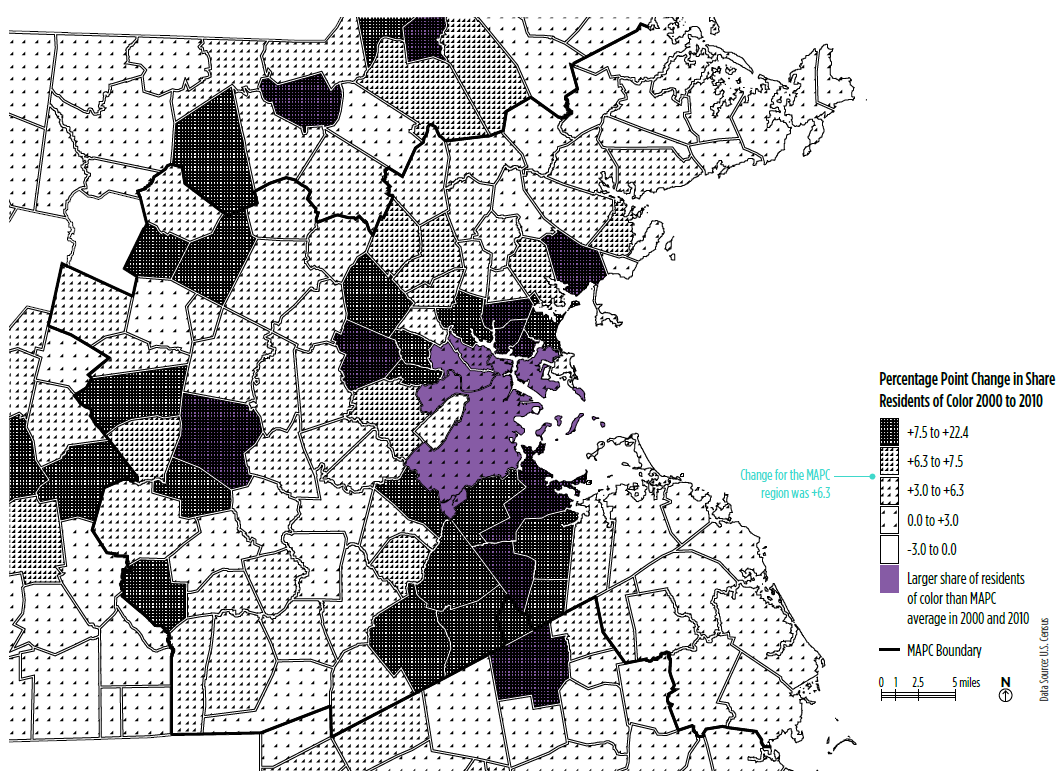 Percentage Point Change in Share
Residents of Color 2000 to 2010
+7.5 to +22.4
+6.3 to +7.5
Change for the MAPC
region was +6.3
+3.0 to +6.3
0.0 to +3.0
-3.0 to 0.0
Larger share of residents
of color than MAPC
average in 2000 and 2010
MAPC Boundary
0 1 2.5 5 miles
N
Data Source: U.S. Census